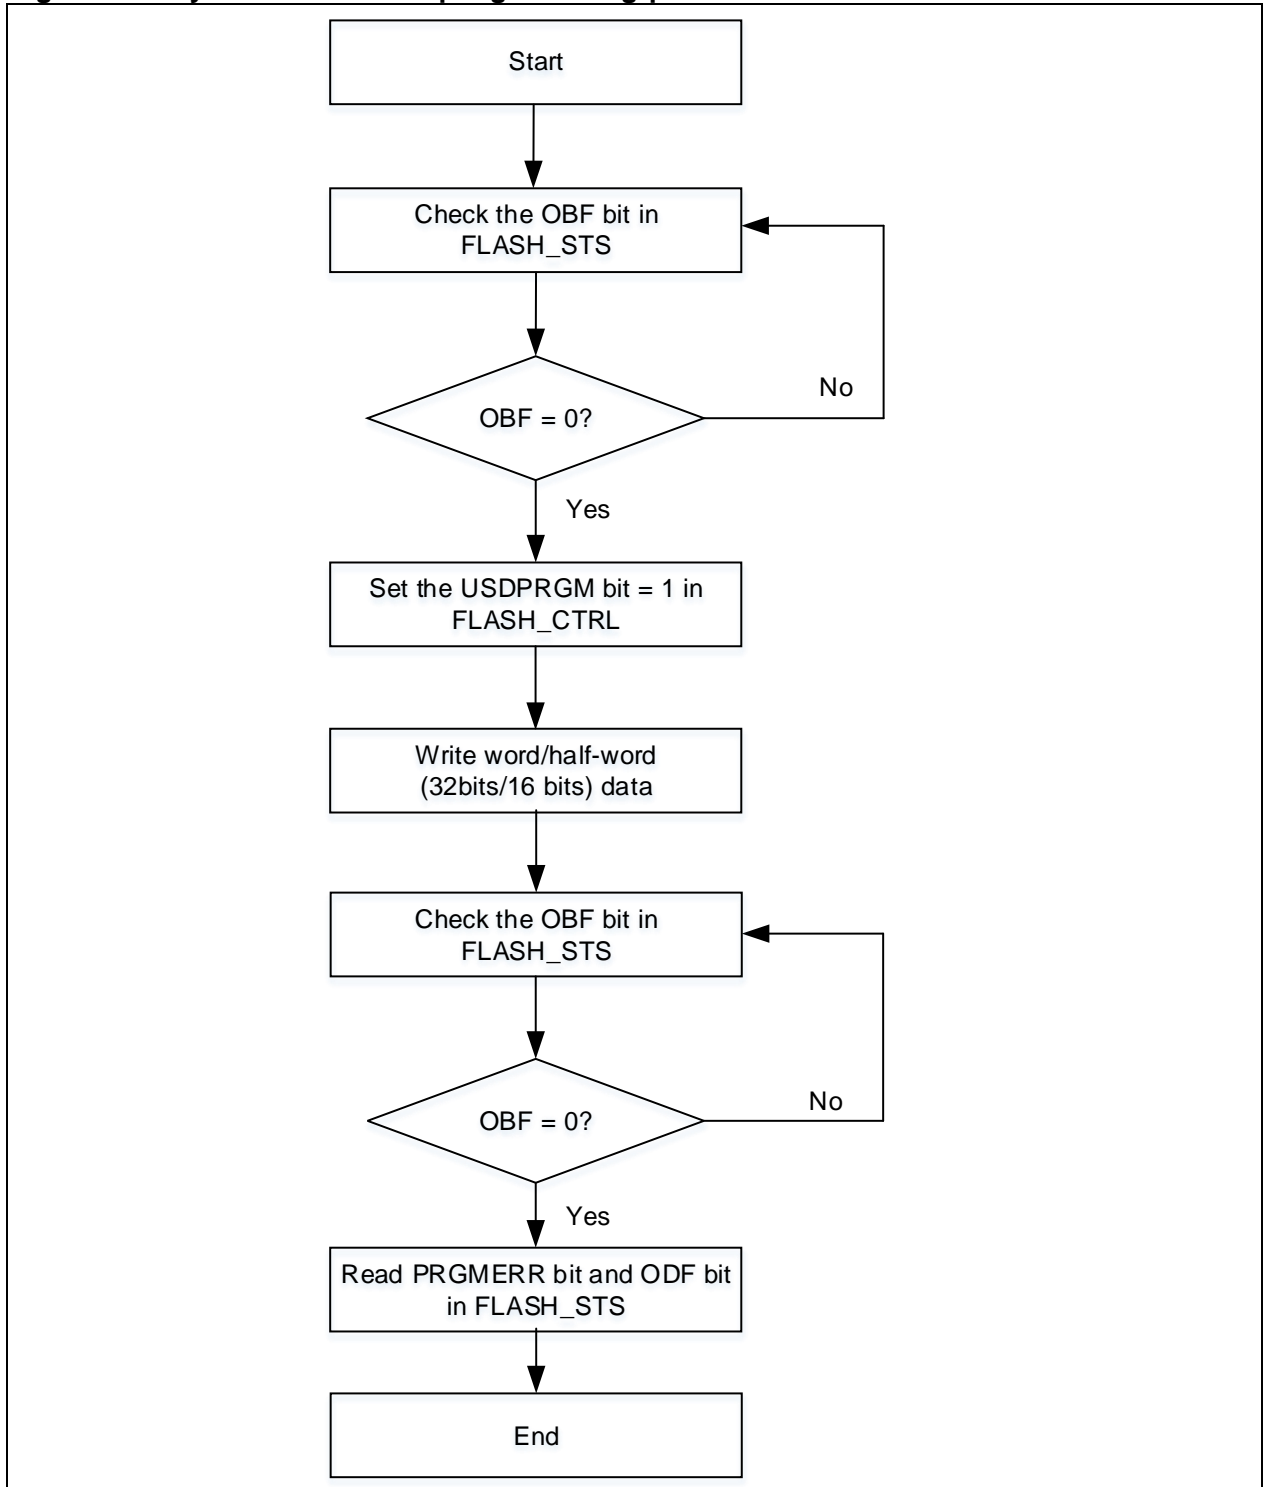 Start
Check the OBF bit in
FLASH_STS
No
OBF = 0?
Yes
Set the USDPRGM bit = 1 in
FLASH_CTRL
Write word/half-word
(32bits/16 bits) data
Check the OBF bit in
FLASH_STS
No
OBF = 0?
Yes
Read PRGMERR bit and ODF bit
in FLASH_STS
End